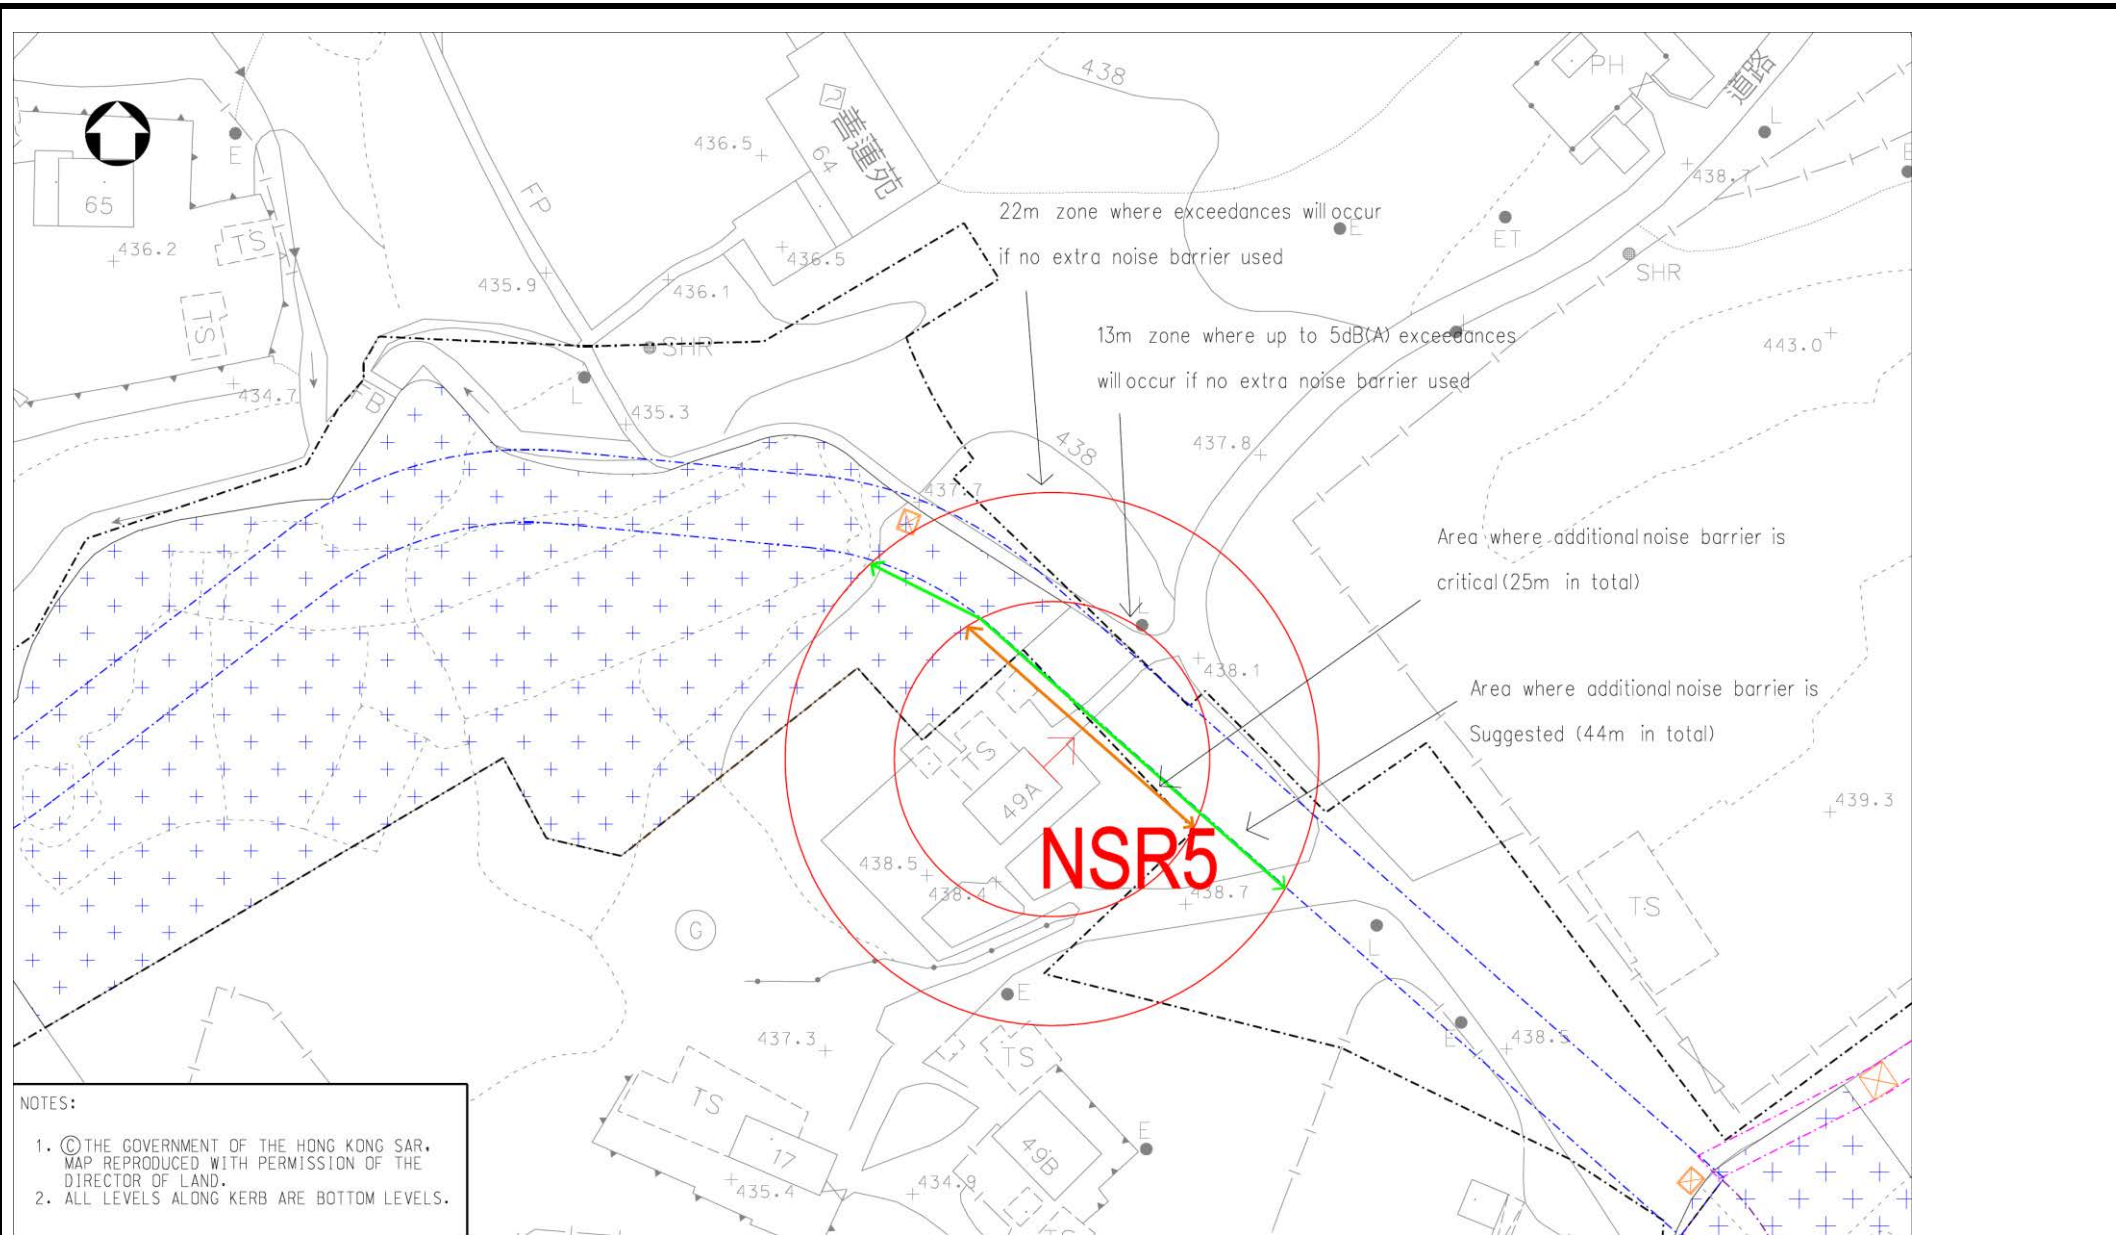 438
PH
道路
L
善蓮苑
64
436.5
E
65
TS
436.2
FP
438.7
E
22m zone where exceedances will occur
if no extra noise barrier used
E
ET
SHR
436.5
435.9
436.1
TS
13m zone where up to 5dB(A) exceedances
will occur if no extra noise barrier used
L
443.0
SHR
434.7
FB
L
435.3
438
437.8
437.7
Area where additional noise barrier is
critical (25m in total)
L
438.1
Area where additional noise barrier is
Suggested (44m in total)
TS
49A
439.3
NSR5
438.5
438.4
438.7
TS
G
L
E
E
438.5
437.3
TS
TS
17
49B
E
435.4
434.9
TS
NOTES:
1. ©THE GOVERNMENT OF THE HONG KONG SAR.
MAP REPRODUCED WITH PERMISSION OF THE
DIRECTOR OF LAND.
2. ALL LEVELS ALONG KERB ARE BOTTOM LEVELS.